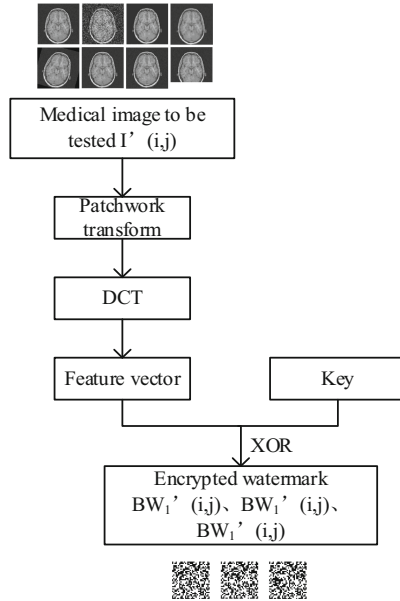 Medical image to be
tested I’ (i,j)
Patchwork
transform
DCT
Feature vector
Key
XOR
Encrypted watermark
BW₁’ (i,j)、BW₁’ (i,j)、
BW₁’ (i,j)